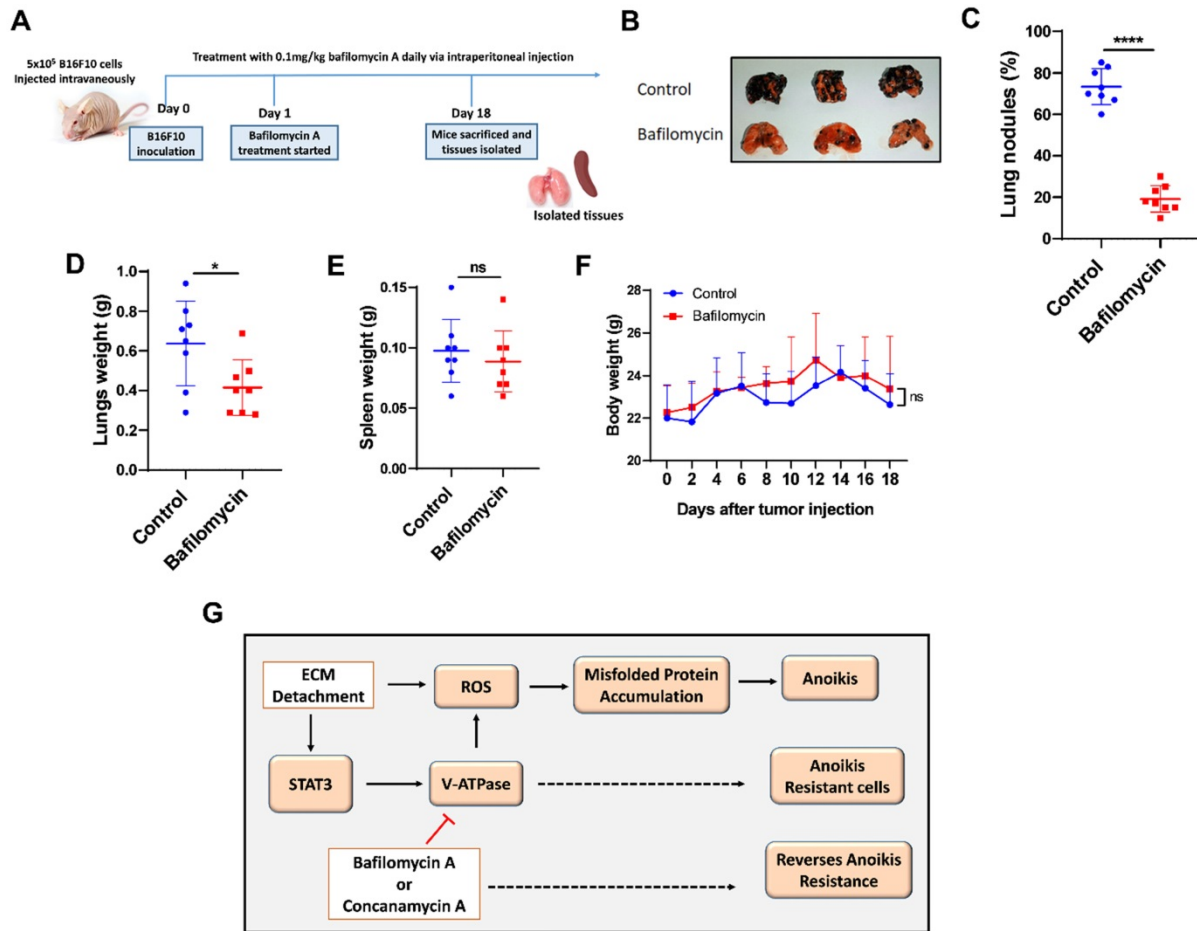 A
5x10⁵ B16F10 cells
Injected intravaneously
Treatment with 0.1mg/kg bafilomycin A daily via intraperitoneal injection
Day 0
Day 1
Day 18
B16F10
inoculation
Bafilomycin A
treatment started
Mice sacrificed and
tissues isolated
Isolated tissues
B
Control
Bafilomycin
C
Lung nodules (%)
100
80
60
40
20
0
****
Control
Bafilomycin
D
Lungs weight (g)
1.0
0.8
0.6
0.4
0.2
0.0
*
Control
Bafilomycin
E
Spleen weight (g)
0.15
0.10
0.05
0.00
ns
Control
Bafilomycin
F
Control
Bafilomycin
Body weight (g)
28
26
24
22
20
ns
0 2 4 6 8 10 12 14 16 18
Days after tumor injection
G
ECM
Detachment
ROS
Misfolded Protein
Accumulation
Anoikis
STAT3
V-ATPase
Anoikis
Resistant cells
Bafilomycin A
or
Concanamycin A
Reverses Anoikis
Resistance